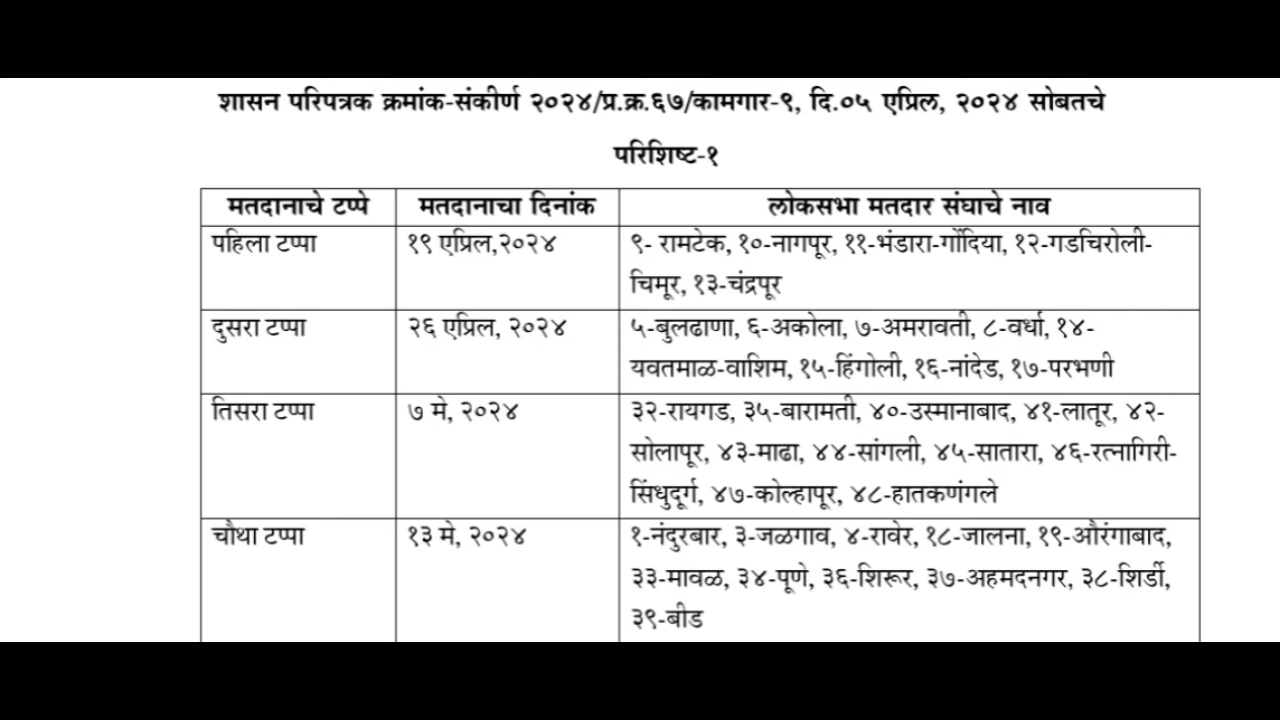 शासन परिपत्रक क्रमांक-संकीर्ण २०२४/प्र.क्र.६७/कामगार-९, दि.०५ एप्रिल, २०२४ सोबतचे
परिशिष्ट-१
मतदानाचे टप्पे मतदानाचा दिनांक लोकसभा मतदार संघाचे नाव
पहिला टप्पा १९ एप्रिल,२०२४ ९- रामटेक, १०-नागपूर, ११-भंडारा-गोंदिया, १२-गडचिरोली-
चिमूर, १३-चंद्रपूर
दुसरा टप्पा २६ एप्रिल, २०२४ ५-बुलढाणा, ६-अकोला, ७-अमरावती, ८-वर्धा, १४-
यवतमाळ-वाशिम, १५-हिंगोली, १६-नांदेड, १७-परभणी
तिसरा टप्पा ७ मे, २०२४ ३२-रायगड, ३५-बारामती, ४०-उस्मानाबाद, ४१-लातूर, ४२-
सोलापूर, ४३-माढा, ४४-सांगली, ४५-सातारा, ४६-रत्नागिरी-
सिंधुदूर्ग, ४७-कोल्हापूर, ४८-हातकणंगले
चौथा टप्पा १३ मे, २०२४ १-नंदुरबार, ३-जळगाव, ४-रावेर, १८-जालना, १९-औरंगाबाद,
३३-मावळ, ३४-पूणे, ३६-शिरूर, ३७-अहमदनगर, ३८-शिर्डी,
३९-बीड